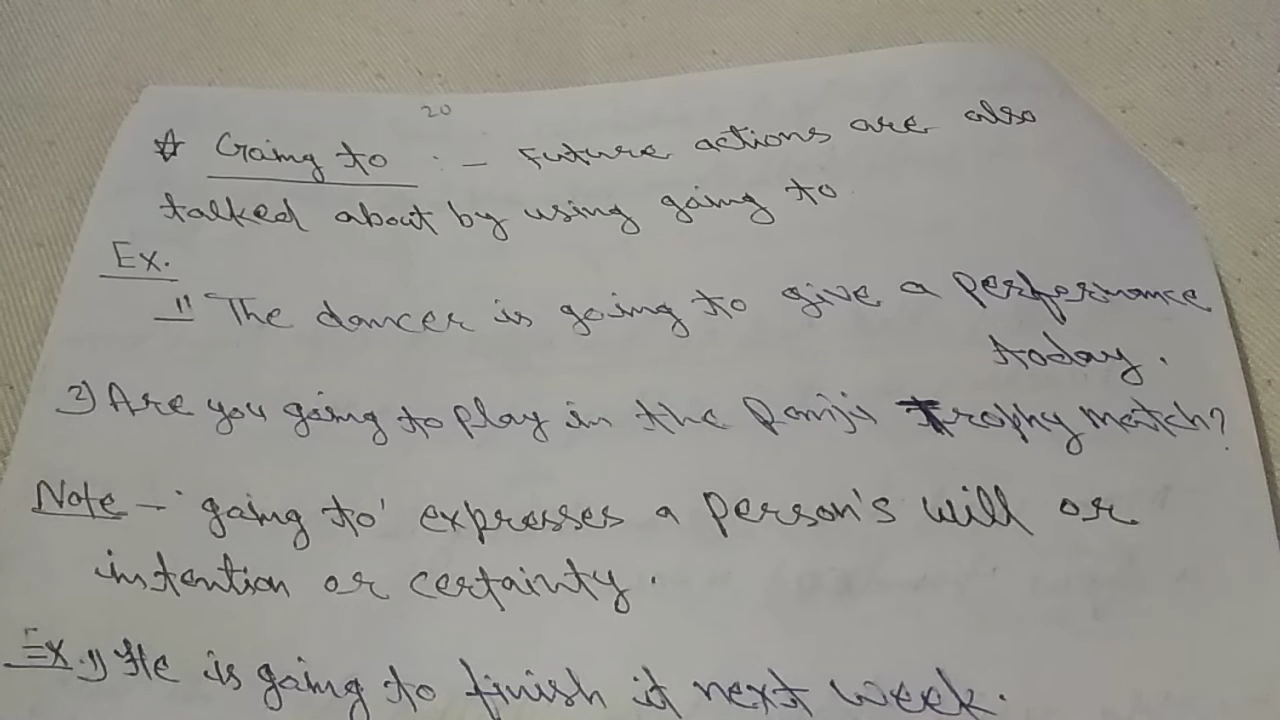 20
☆ Going to :- Future actions are also
talked about by using going to
Ex.
1) The dancer is going to give a performance
today.
2) Are you going to play in the Ranji Trophy match?
Note - 'going to' expresses a person's will or
intention or certainty.
Ex. 1) He is going to finish it next week.